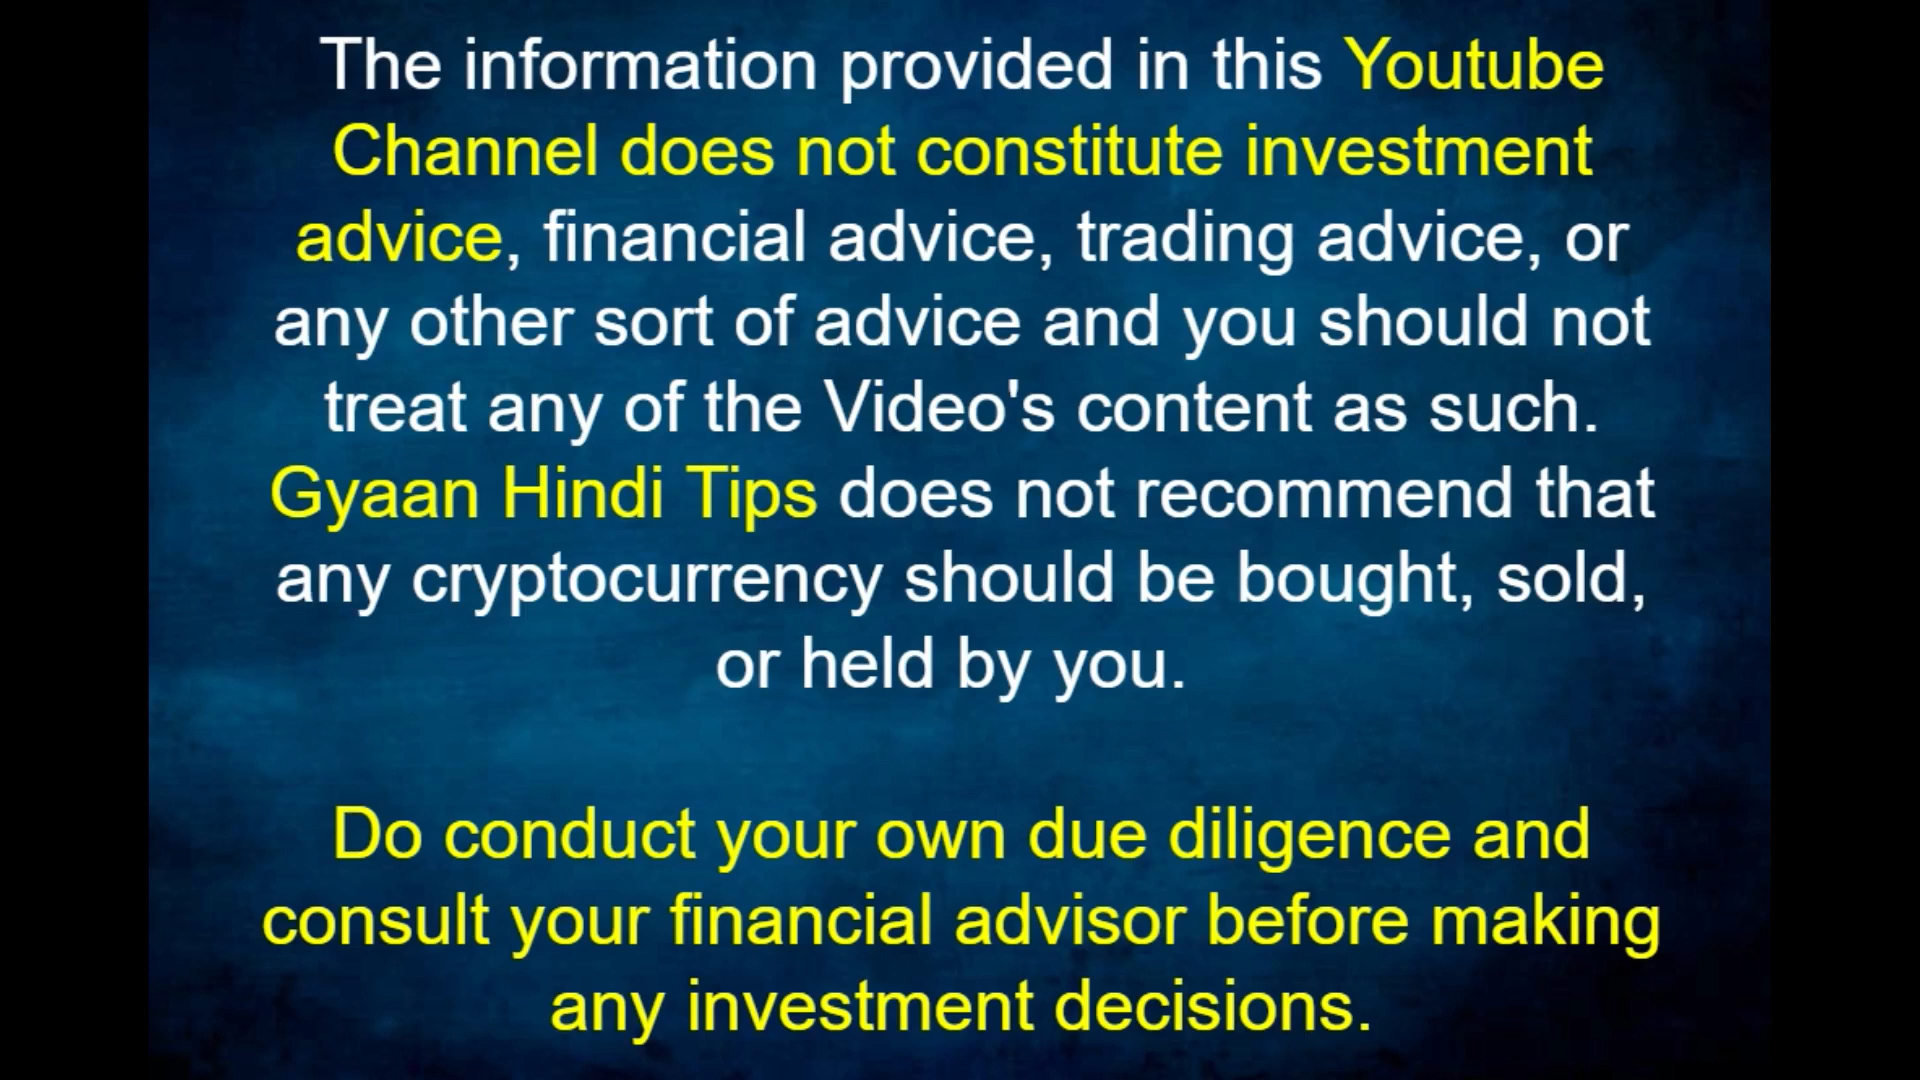 The information provided in this Youtube
Channel does not constitute investment
advice, financial advice, trading advice, or
any other sort of advice and you should not
treat any of the Video's content as such.
Gyaan Hindi Tips does not recommend that
any cryptocurrency should be bought, sold,
or held by you.
Do conduct your own due diligence and
consult your financial advisor before making
any investment decisions.